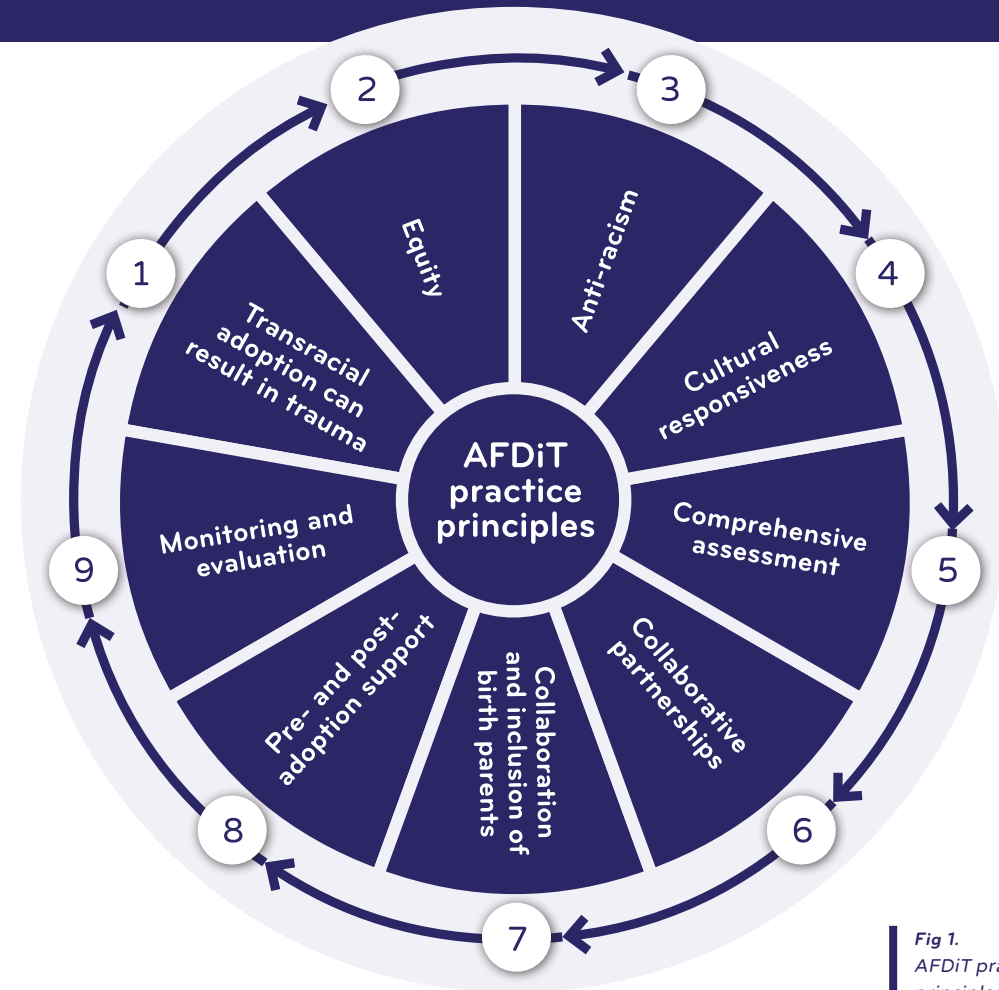 AFDiT
practice
principles
1
Transracial
adoption can
result in trauma
2
Equity
3
Anti-racism
4
Cultural
responsiveness
5
Comprehensive
assessment
6
Collaborative
partnerships
7
Collaboration
and inclusion of
birth parents
8
Pre- and post-
adoption support
9
Monitoring and
evaluation
Fig 1.
AFDiT